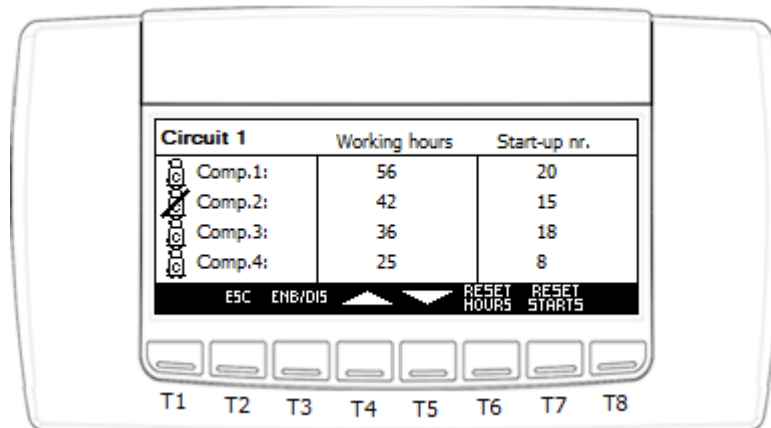 Circuit 1 Working hours Start-up nr.
Comp.1: 56 20
Comp.2: 42 15
Comp.3: 36 18
Comp.4: 25 8
ESC ENB/DIS RESET HOURS RESET STARTS
T1 T2 T3 T4 T5 T6 T7 T8